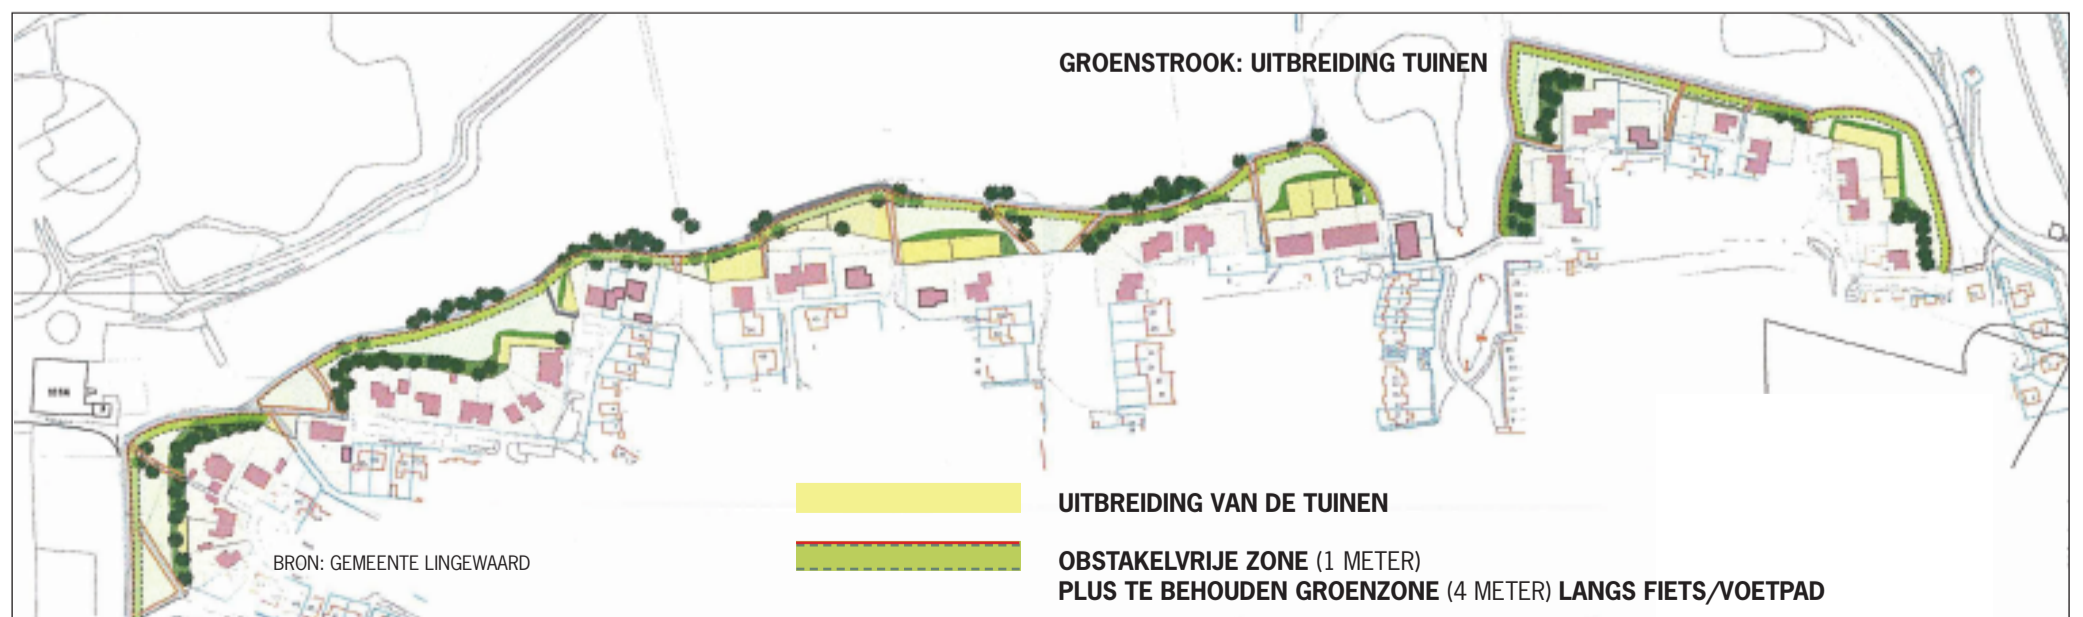 GROENSTROOK: UITBREIDING TUINEN
UITBREIDING VAN DE TUINEN
BRON: GEMEENTE LINGEWAARD
OBSTAKELVRIJE ZONE (1 METER)
PLUS TE BEHOUDEN GROENZONE (4 METER) LANGS FIETS/VOETPAD